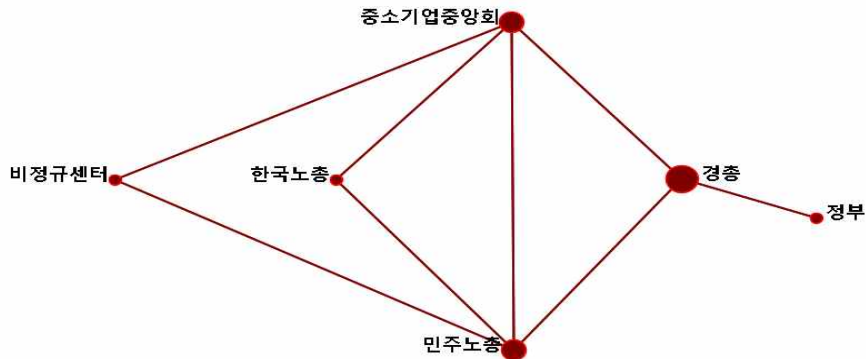 중소기업중앙회
비정규센터
한국노총
경총
정부
민주노총